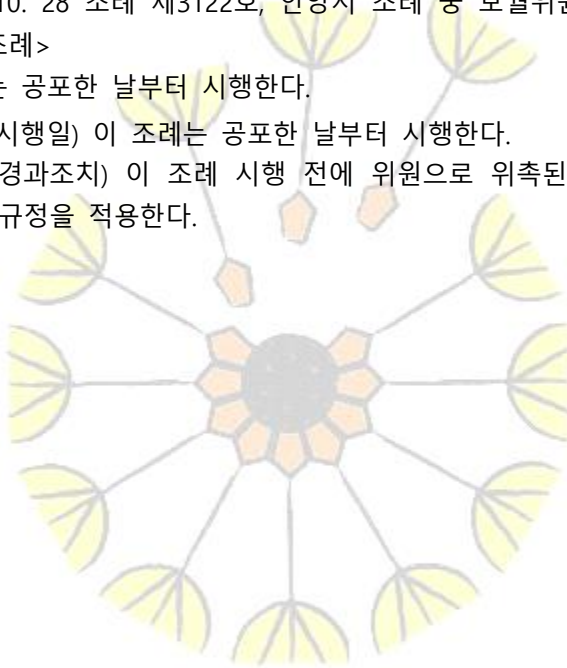 10. 28 조례 제3122호, 안양시 조례 중 보궐위원
조례>
는 공포한 날부터 시행한다.
시행일) 이 조례는 공포한 날부터 시행한다.
경과조치) 이 조례 시행 전에 위원으로 위촉된
규정을 적용한다.